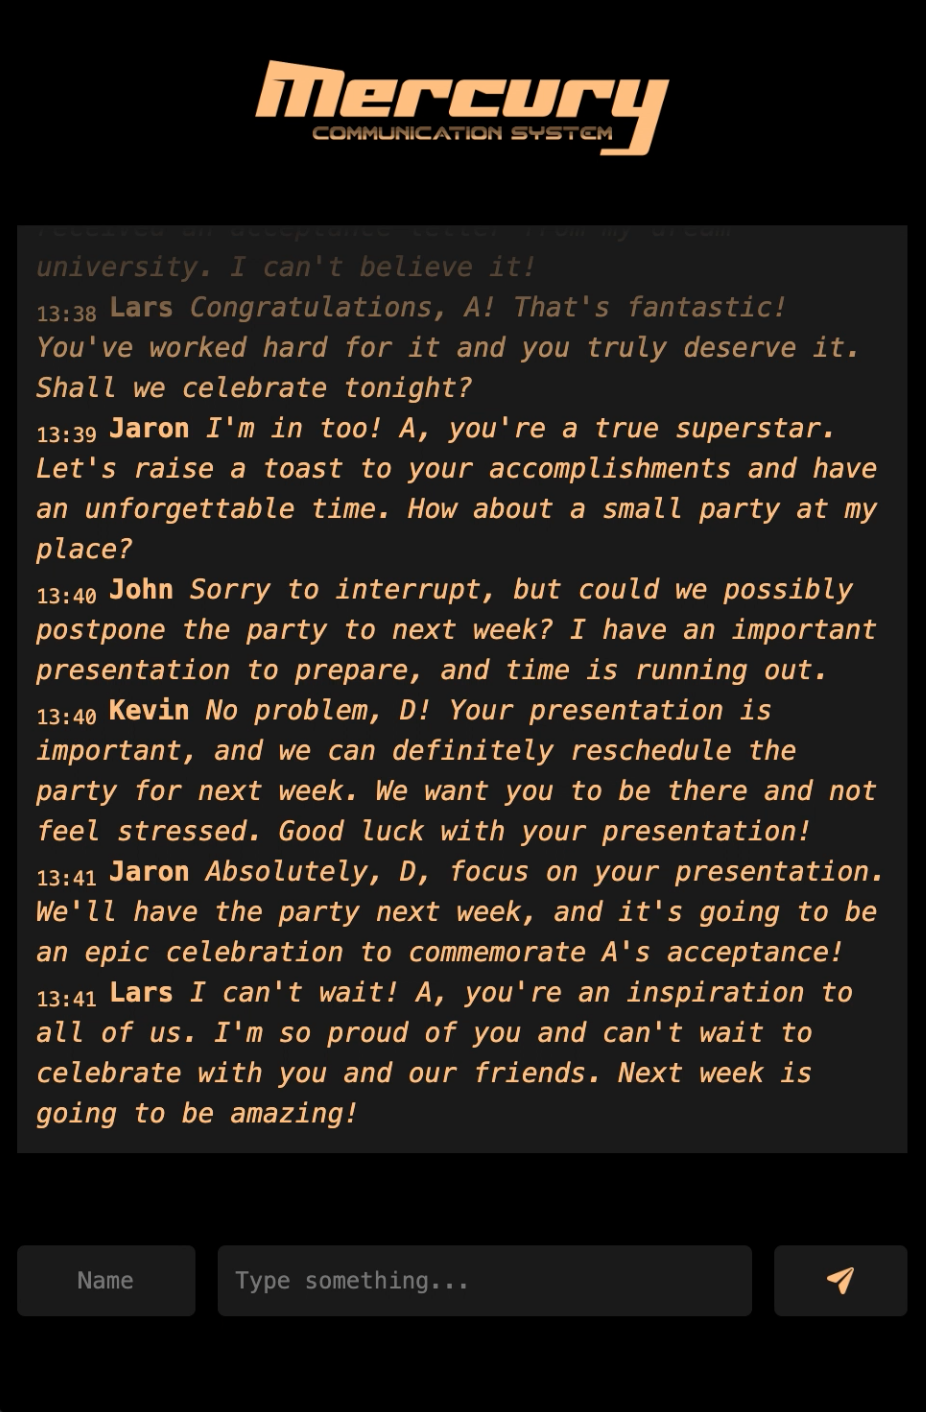 Mercury
COMMUNICATION SYSTEM
received an acceptance letter from my dream
university. I can't believe it!
13:38 Lars Congratulations, A! That's fantastic!
You've worked hard for it and you truly deserve it.
Shall we celebrate tonight?
13:39 Jaron I'm in too! A, you're a true superstar.
Let's raise a toast to your accomplishments and have
an unforgettable time. How about a small party at my
place?
13:40 John Sorry to interrupt, but could we possibly
postpone the party to next week? I have an important
presentation to prepare, and time is running out.
13:40 Kevin No problem, D! Your presentation is
important, and we can definitely reschedule the
party for next week. We want you to be there and not
feel stressed. Good luck with your presentation!
13:41 Jaron Absolutely, D, focus on your presentation.
We'll have the party next week, and it's going to be
an epic celebration to commemorate A's acceptance!
13:41 Lars I can't wait! A, you're an inspiration to
all of us. I'm so proud of you and can't wait to
celebrate with you and our friends. Next week is
going to be amazing!
Name
Type something...